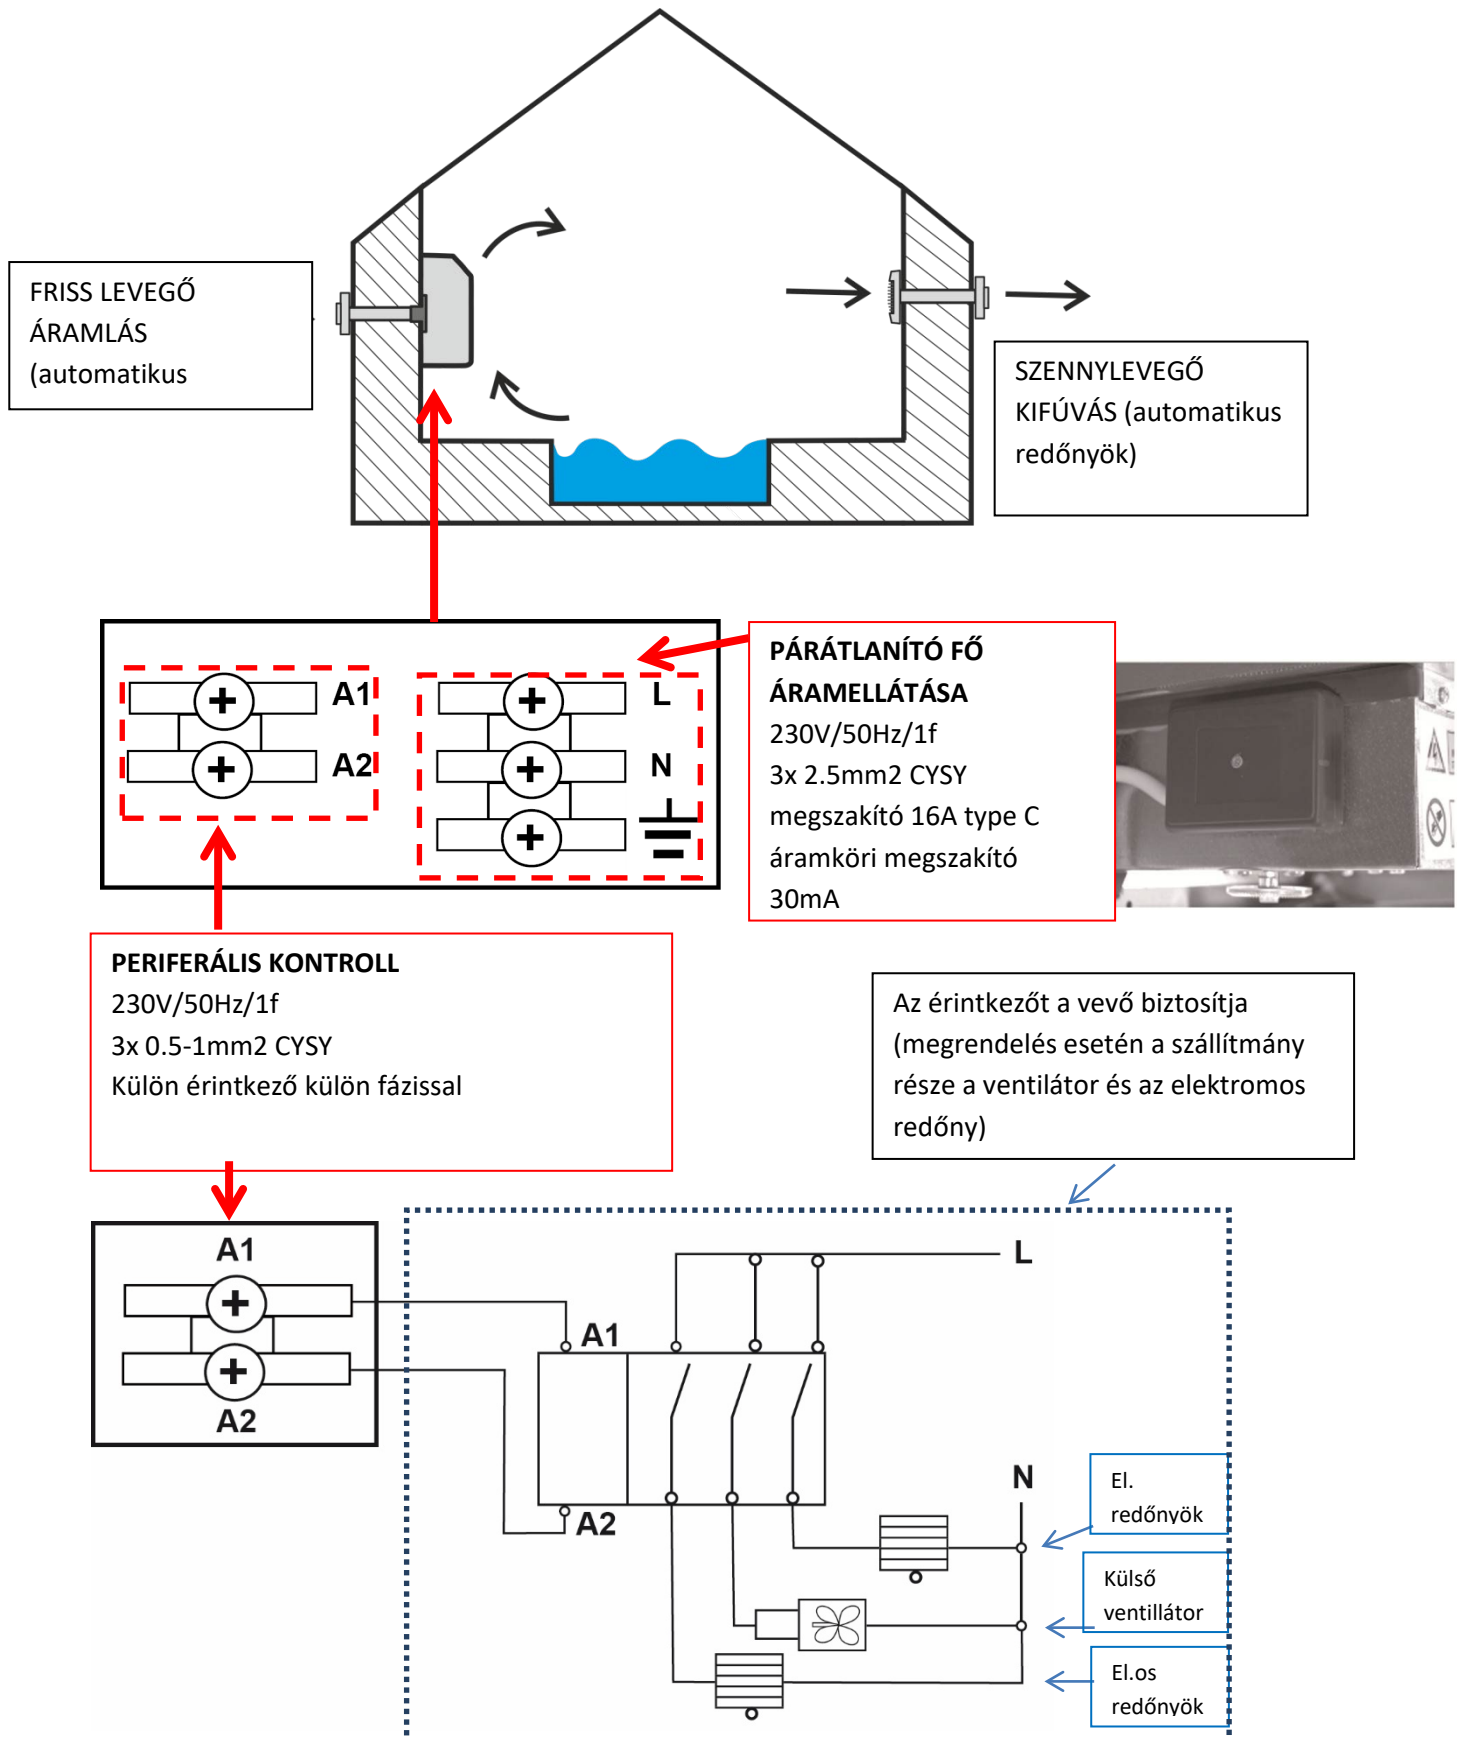 FRISS LEVEGŐ
ÁRAMLÁS
(automatikus
SZENNYLEVEGŐ
KIFÚVÁS (automatikus
redőnyök)
A1
A2
L
N
PÁRÁTLANÍTÓ FŐ
ÁRAMELLÁTÁSA
230V/50Hz/1f
3x 2.5mm2 CYSY
megszakító 16A type C
áramköri megszakító
30mA
PERIFERÁLIS KONTROLL
230V/50Hz/1f
3x 0.5-1mm2 CYSY
Külön érintkező külön fázissal
Az érintkezőt a vevő biztosítja
(megrendelés esetén a szállítmány
része a ventilátor és az elektromos
redőny)
A1
A2
L
A1
A2
N
El.
redőnyök
Külső
ventillátor
El.os
redőnyök